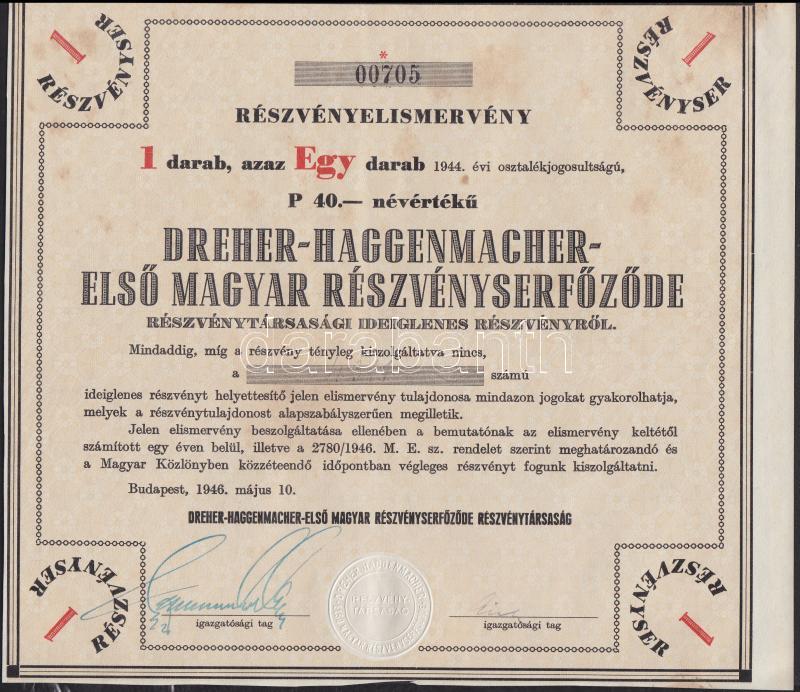 1 RÉSZVÉNYSER
1 RÉSZVÉNYSER
*
00705
RÉSZVÉNYELISMERVÉNY
1 darab, azaz Egy darab 1944. évi osztalékjogosultságú,
P 40.— névértékű
DREHER-HAGGENMACHER-
ELSŐ MAGYAR RÉSZVÉNYSERFŐZŐDE
RÉSZVÉNYTÁRSASÁGI IDEIGLENES RÉSZVÉNYRŐL.
Mindaddig, míg a részvény tényleg kiszolgáltatva nincs,
a számú
ideiglenes részvényt helyettesítő jelen elismervény tulajdonosa mindazon jogokat gyakorolhatja,
melyek a részvénytulajdonost alapszabályszerűen megilletik.
Jelen elismervény beszolgáltatása ellenében a bemutatónak az elismervény keltétől
számított egy éven belül, illetve a 2780/1946. M. E. sz. rendelet szerint meghatározandó és
a Magyar Közlönyben közzéteendő időpontban végleges részvényt fogunk kiszolgáltatni.
Budapest, 1946. május 10.
DREHER-HAGGENMACHER-ELSŐ MAGYAR RÉSZVÉNYSERFŐZŐDE RÉSZVÉNYTÁRSASÁG
RÉSZVÉNY-
TÁRSASÁG
igazgatósági tag
igazgatósági tag
1 RÉSZVÉNYSER
1 RÉSZVÉNYSER
darabanth